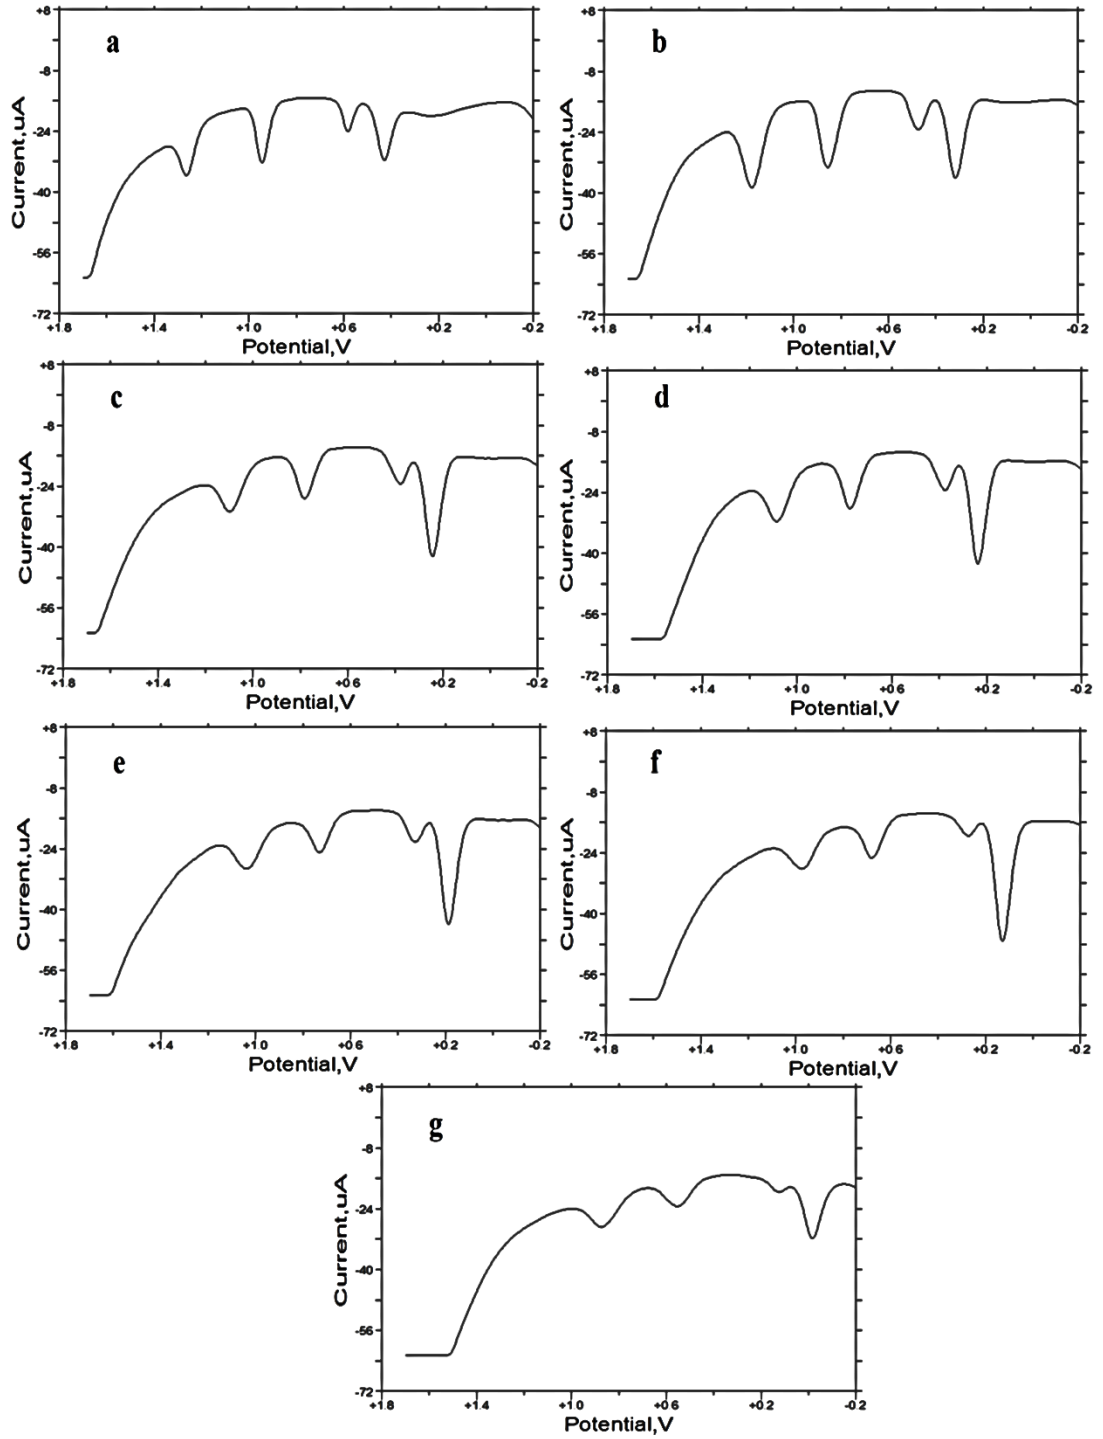 a
+8
-8
-24
-40
-56
-72
Current,uA
+1.8 +1.4 +1.0 +0.6 +0.2 -0.2
Potential,V
b
+8
-8
-24
-40
-56
-72
Current,uA
+1.8 +1.4 +1.0 +0.6 +0.2 -0.2
Potential,V
c
+8
-8
-24
-40
-56
-72
Current,uA
+1.8 +1.4 +1.0 +0.6 +0.2 -0.2
Potential,V
d
+8
-8
-24
-40
-56
-72
Current,uA
+1.8 +1.4 +1.0 +0.6 +0.2 -0.2
Potential,V
e
+8
-8
-24
-40
-56
-72
Current,uA
+1.8 +1.4 +1.0 +0.6 +0.2 -0.2
Potential,V
f
+8
-8
-24
-40
-56
-72
Current,uA
+1.8 +1.4 +1.0 +0.6 +0.2 -0.2
Potential,V
g
+8
-8
-24
-40
-56
-72
Current,uA
+1.8 +1.4 +1.0 +0.6 +0.2 -0.2
Potential,V